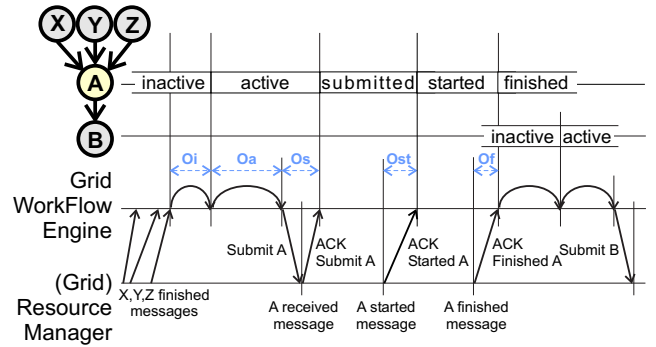 X Y Z
A
inactive active submitted started finished
B
inactive active
Oi Oa Os Ost Of
Grid
WorkFlow
Engine
Submit A
ACK
Submit A
ACK
Started A
ACK
Finished A
Submit B
(Grid)
Resource
Manager
X,Y,Z finished
messages
A received
message
A started
message
A finished
message